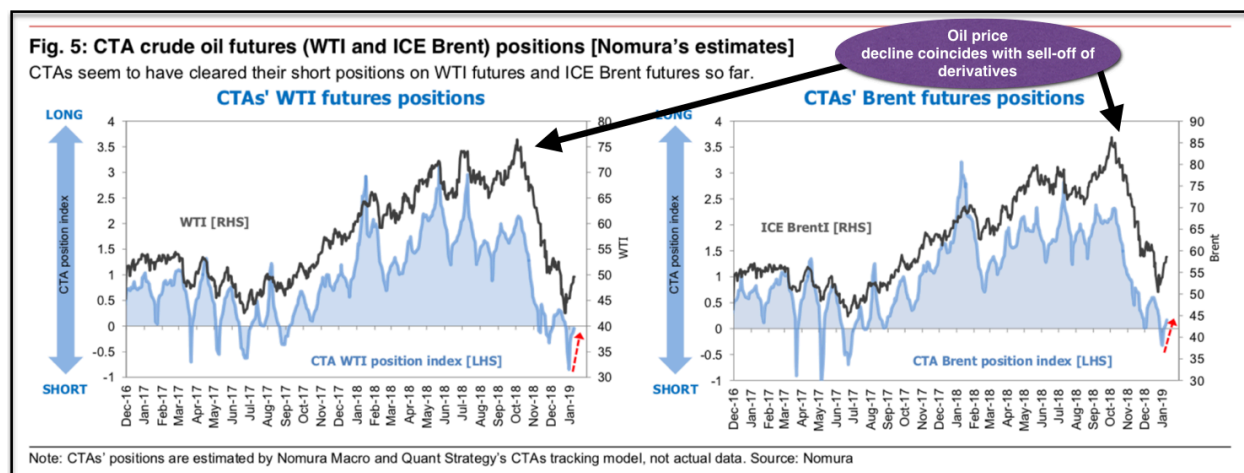 Fig. 5: CTA crude oil futures (WTI and ICE Brent) positions [Nomura's estimates]
CTAs seem to have cleared their short positions on WTI futures and ICE Brent futures so far.
Oil price
decline coincides with sell-off of
derivatives
CTAs' WTI futures positions
LONG
CTA position index
SHORT
4
3.5
3
2.5
2
1.5
1
0.5
0
-0.5
-1
80
75
70
65
60
55
50
45
40
35
30
WTI
WTI [RHS]
CTA WTI position index [LHS]
Dec-16
Jan-17
Feb-17
Mar-17
Apr-17
May-17
Jun-17
Jul-17
Aug-17
Sep-17
Oct-17
Nov-17
Dec-17
Jan-18
Feb-18
Mar-18
Apr-18
May-18
Jun-18
Jul-18
Aug-18
Sep-18
Oct-18
Nov-18
Dec-18
Jan-19
CTAs' Brent futures positions
LONG
CTA position index
SHORT
4
3.5
3
2.5
2
1.5
1
0.5
0
-0.5
-1
90
85
80
75
70
65
60
55
50
45
40
35
30
Brent
ICE BrentI [RHS]
CTA Brent position index [LHS]
Dec-16
Jan-17
Feb-17
Mar-17
Apr-17
May-17
Jun-17
Jul-17
Aug-17
Sep-17
Oct-17
Nov-17
Dec-17
Jan-18
Feb-18
Mar-18
Apr-18
May-18
Jun-18
Jul-18
Aug-18
Sep-18
Oct-18
Nov-18
Dec-18
Jan-19
Note: CTAs' positions are estimated by Nomura Macro and Quant Strategy's CTAs tracking model, not actual data. Source: Nomura